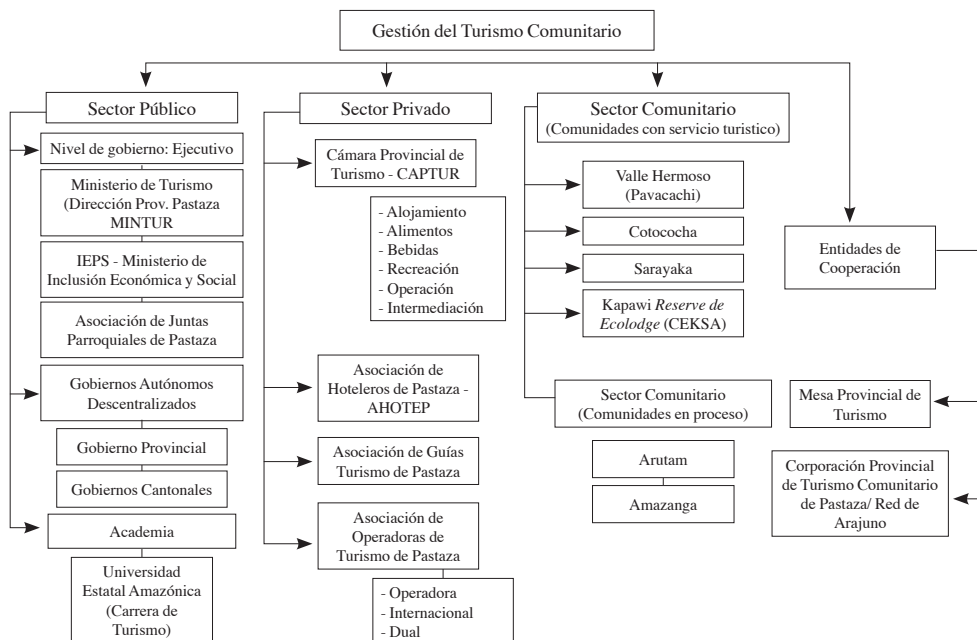 Gestión del Turismo Comunitario
Sector Público
Nivel de gobierno: Ejecutivo
Ministerio de Turismo
(Dirección Prov. Pastaza
MINTUR
IEPS - Ministerio de
Inclusión Económica y Social
Asociación de Juntas
Parroquiales de Pastaza
Gobiernos Autónomos
Descentralizados
Gobierno Provincial
Gobiernos Cantonales
Academia
Universidad
Estatal Amazónica
(Carrera de
Turismo)
Sector Privado
Cámara Provincial de
Turismo - CAPTUR
- Alojamiento
- Alimentos
- Bebidas
- Recreación
- Operación
- Intermediación
Asociación de
Hoteleros de Pastaza -
AHOTEP
Asociación de Guías
Turismo de Pastaza
Asociación de
Operadoras de
Turismo de Pastaza
- Operadora
- Internacional
- Dual
Sector Comunitario
(Comunidades con servicio turistico)
Valle Hermoso
(Pavacachi)
Cotococha
Sarayaka
Kapawi Reserve de
Ecolodge (CEKSA)
Sector Comunitario
(Comunidades en proceso)
Arutam
Amazanga
Entidades de
Cooperación
Mesa Provincial de
Turismo
Corporación Provincial
de Turismo Comunitario
de Pastaza/ Red de
Arajuno